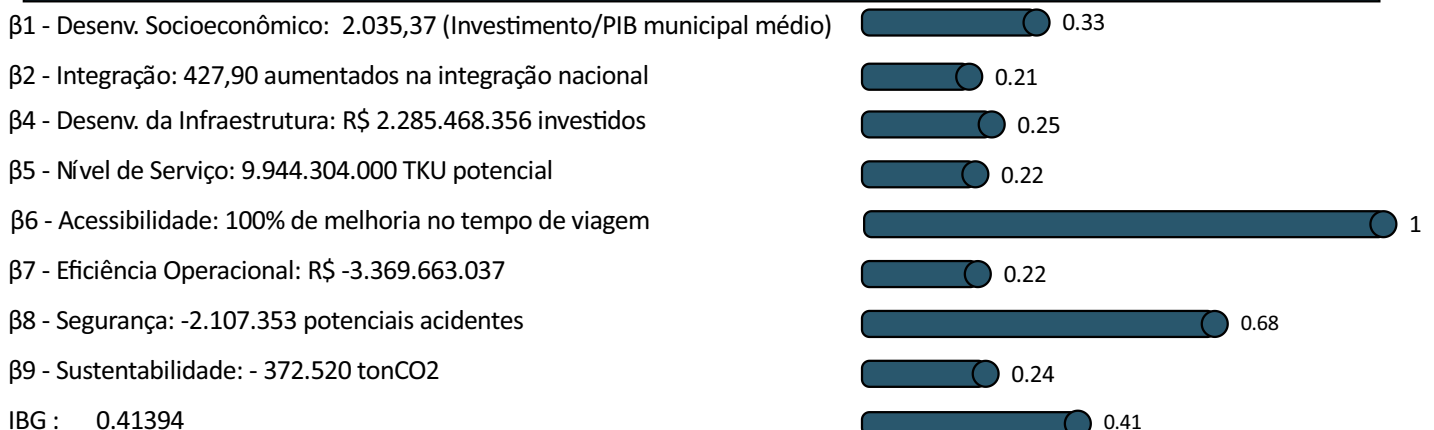 β1 - Desenv. Socioeconômico:  2.035,37 (Investimento/PIB municipal médio) 0.33
β2 - Integração: 427,90 aumentados na integração nacional 0.21
β4 - Desenv. da Infraestrutura: R$ 2.285.468.356 investidos 0.25
β5 - Nível de Serviço: 9.944.304.000 TKU potencial 0.22
β6 - Acessibilidade: 100% de melhoria no tempo de viagem 1
β7 - Eficiência Operacional: R$ -3.369.663.037 0.22
β8 - Segurança: -2.107.353 potenciais acidentes 0.68
β9 - Sustentabilidade: - 372.520 tonCO2 0.24
IBG :    0.41394 0.41